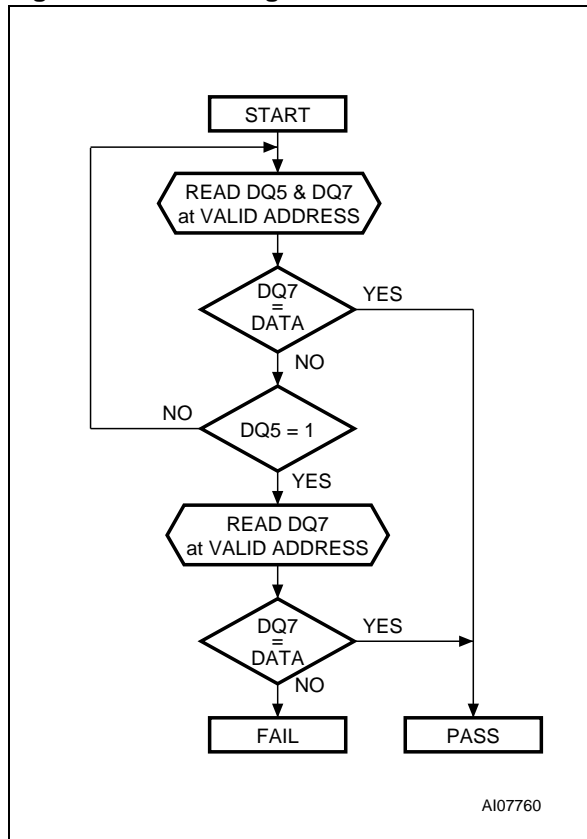 START
READ DQ5 & DQ7
at VALID ADDRESS
DQ7
=
DATA
YES
NO
DQ5 = 1
NO
YES
READ DQ7
at VALID ADDRESS
DQ7
=
DATA
YES
NO
FAIL
PASS
AI07760